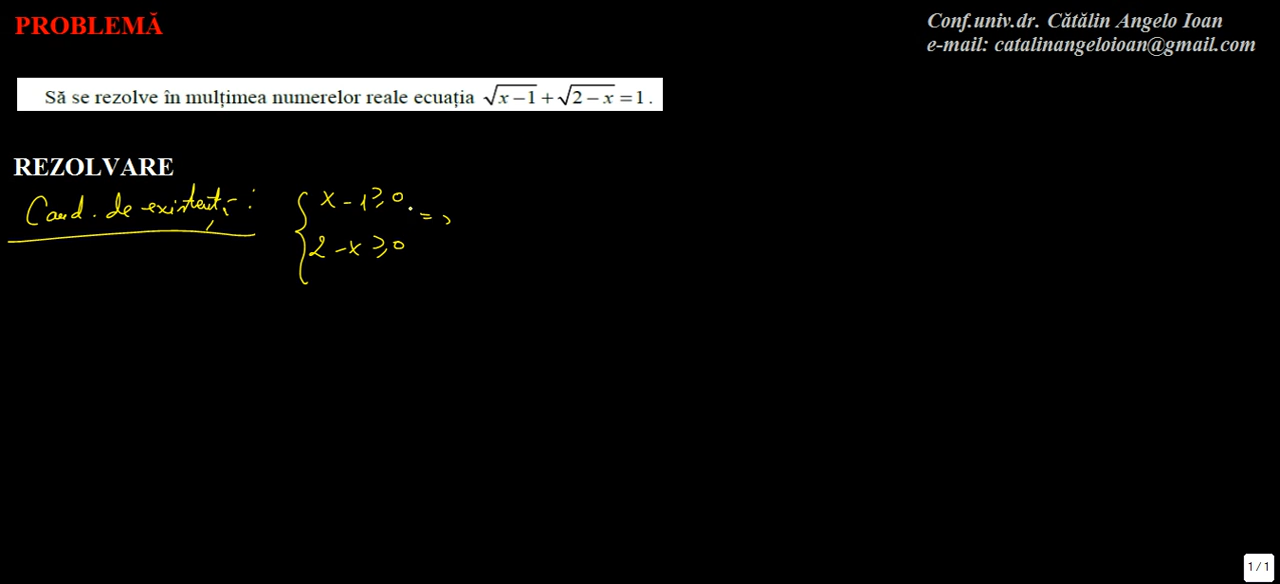 PROBLEMĂ
Conf.univ.dr. Cătălin Angelo Ioan
e-mail: catalinangeloioan@gmail.com
Să se rezolve în mulțimea numerelor reale ecuația √x−1 + √2−x = 1.
REZOLVARE
Cond. de existență:
{ x - 1 ≥ 0
2 - x ≥ 0
=>
1 / 1